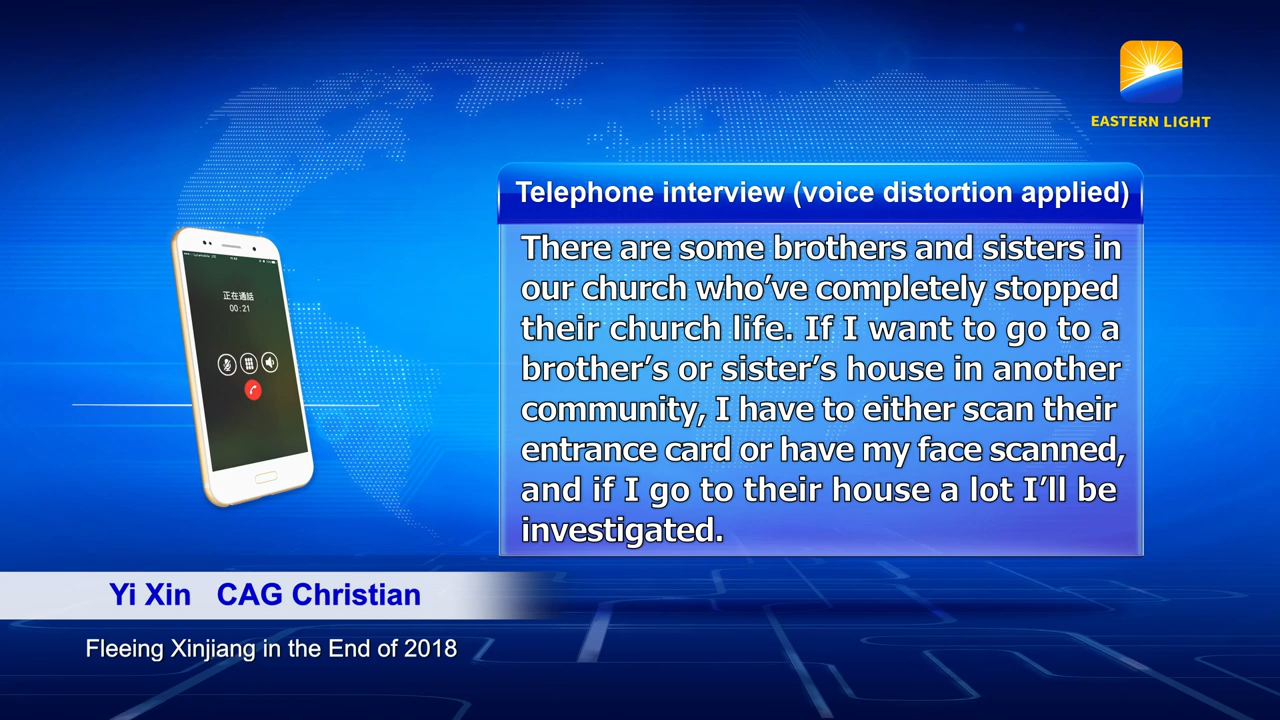 EASTERN LIGHT
Telephone interview (voice distortion applied)
There are some brothers and sisters in
our church who’ve completely stopped
their church life. If I want to go to a
brother’s or sister’s house in another
community, I have to either scan their
entrance card or have my face scanned,
and if I go to their house a lot I’ll be
investigated.
正在通話
00:21
Yi Xin CAG Christian
Fleeing Xinjiang in the End of 2018